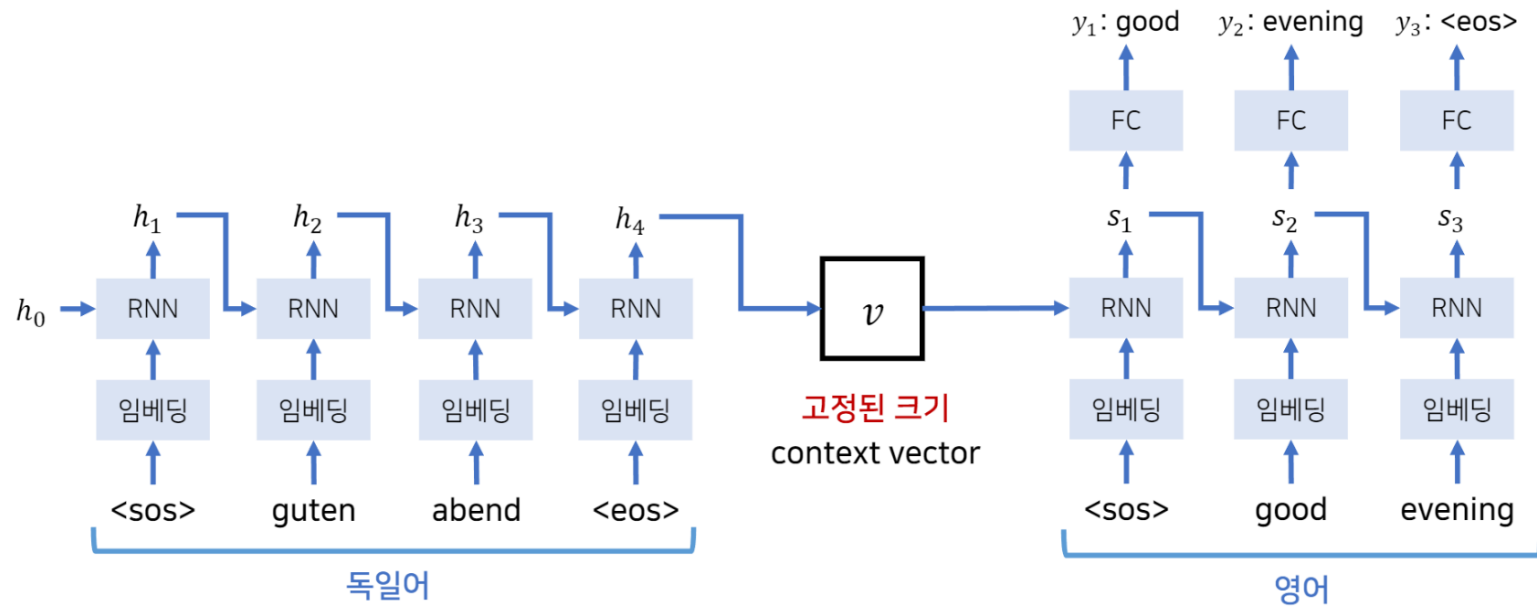 y₁: good y₂: evening y₃: <eos>
FC FC FC
h₁ h₂ h₃ h₄ s₁ s₂ s₃
h₀ RNN RNN RNN RNN v RNN RNN RNN
임베딩 임베딩 임베딩 임베딩 고정된 크기 임베딩 임베딩 임베딩
context vector
<sos> guten abend <eos> <sos> good evening
독일어 영어